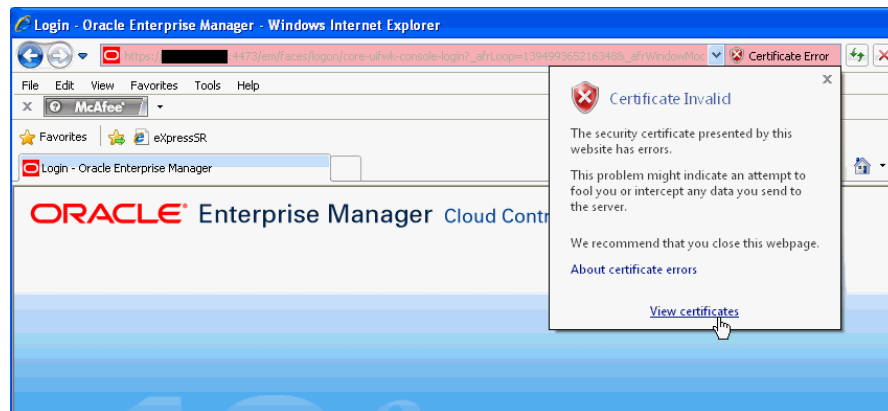 Login - Oracle Enterprise Manager - Windows Internet Explorer
https:// :4473/em/faces/logon/core-uifwk-console-login?_afrLoop=1394993652163488._afrWindowMoc
Certificate Error
File Edit View Favorites Tools Help
x McAfee
Favorites eXpressSR
Login - Oracle Enterprise Manager
ORACLE Enterprise Manager Cloud Contr
Certificate Invalid
The security certificate presented by this
website has errors.
This problem might indicate an attempt to
fool you or intercept any data you send to
the server.
We recommend that you close this webpage.
About certificate errors
View certificates